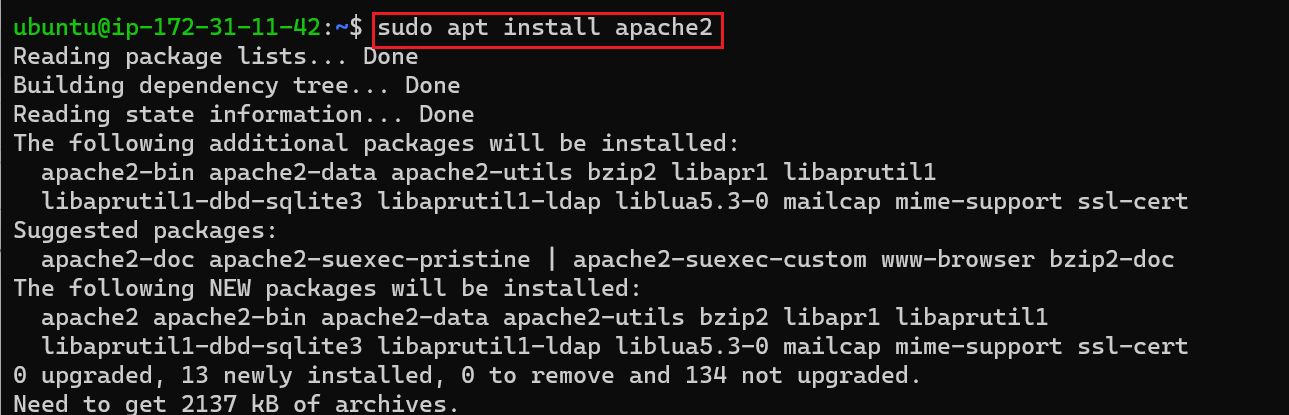 ubuntu@ip-172-31-11-42:~$ sudo apt install apache2
Reading package lists... Done
Building dependency tree... Done
Reading state information... Done
The following additional packages will be installed:
  apache2-bin apache2-data apache2-utils bzip2 libapr1 libaprutil1
  libaprutil1-dbd-sqlite3 libaprutil1-ldap liblua5.3-0 mailcap mime-support ssl-cert
Suggested packages:
  apache2-doc apache2-suexec-pristine | apache2-suexec-custom www-browser bzip2-doc
The following NEW packages will be installed:
  apache2 apache2-bin apache2-data apache2-utils bzip2 libapr1 libaprutil1
  libaprutil1-dbd-sqlite3 libaprutil1-ldap liblua5.3-0 mailcap mime-support ssl-cert
0 upgraded, 13 newly installed, 0 to remove and 134 not upgraded.
Need to get 2137 kB of archives.